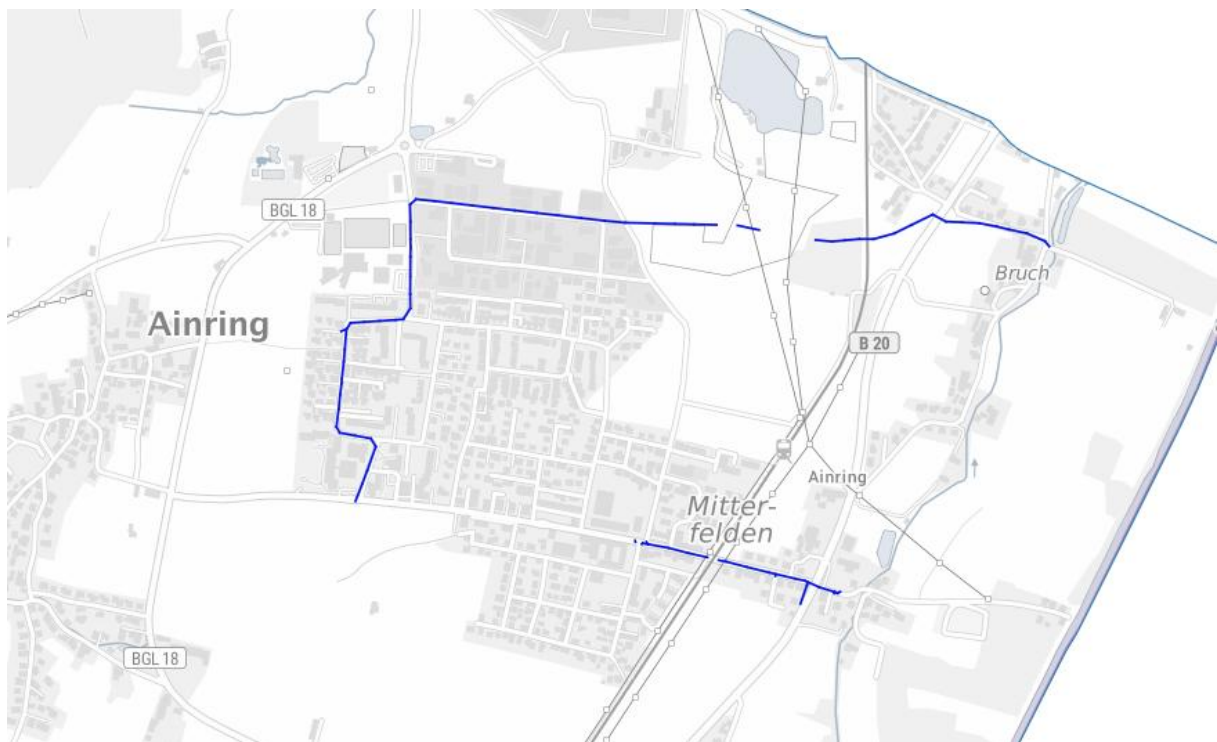 BGL 18
Bruch
Ainring
B 20
Ainring
Mitter-
felden
BGL 18